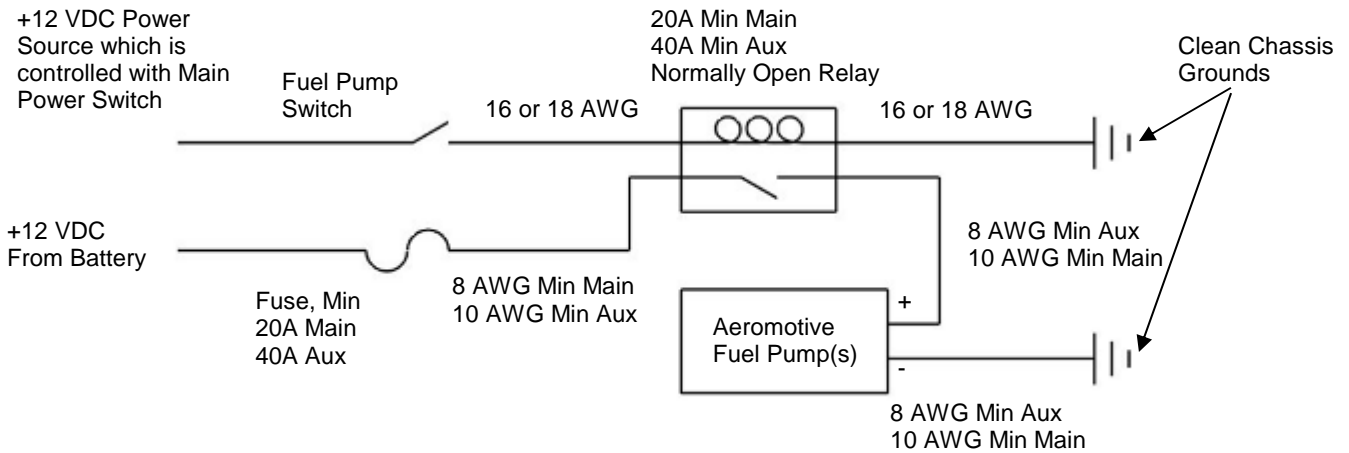 +12 VDC Power
Source which is
controlled with Main
Power Switch
Fuel Pump
Switch
16 or 18 AWG
20A Min Main
40A Min Aux
Normally Open Relay
16 or 18 AWG
Clean Chassis
Grounds
+12 VDC
From Battery
Fuse, Min
20A Main
40A Aux
8 AWG Min Main
10 AWG Min Aux
8 AWG Min Aux
10 AWG Min Main
Aeromotive
Fuel Pump(s)
+
-
8 AWG Min Aux
10 AWG Min Main